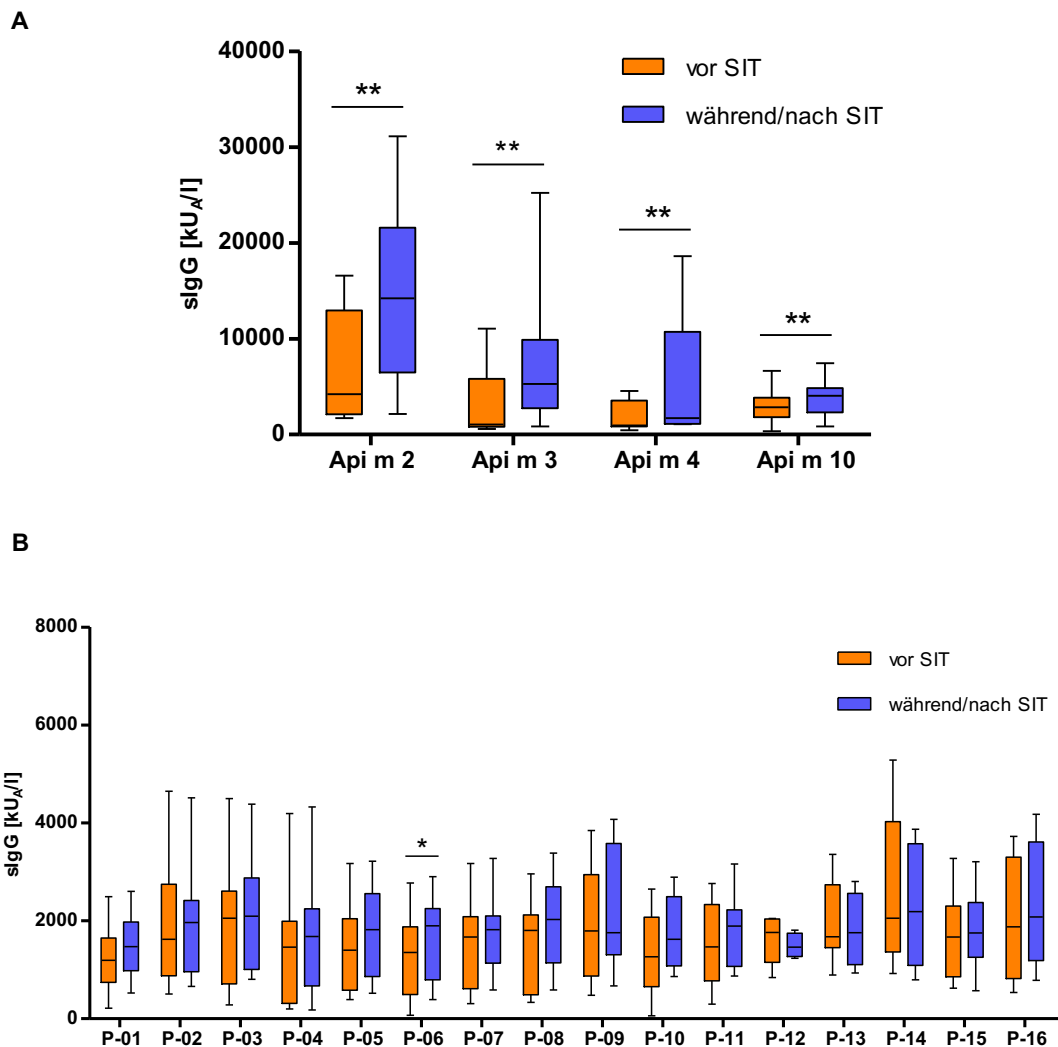 A
40000
30000
20000
10000
0
sIgG [kU_A/l]
vor SIT
während/nach SIT
**
**
**
**
Api m 2 Api m 3 Api m 4 Api m 10
B
8000
6000
4000
2000
0
sIgG [kU_A/l]
vor SIT
während/nach SIT
*
P-01 P-02 P-03 P-04 P-05 P-06 P-07 P-08 P-09 P-10 P-11 P-12 P-13 P-14 P-15 P-16